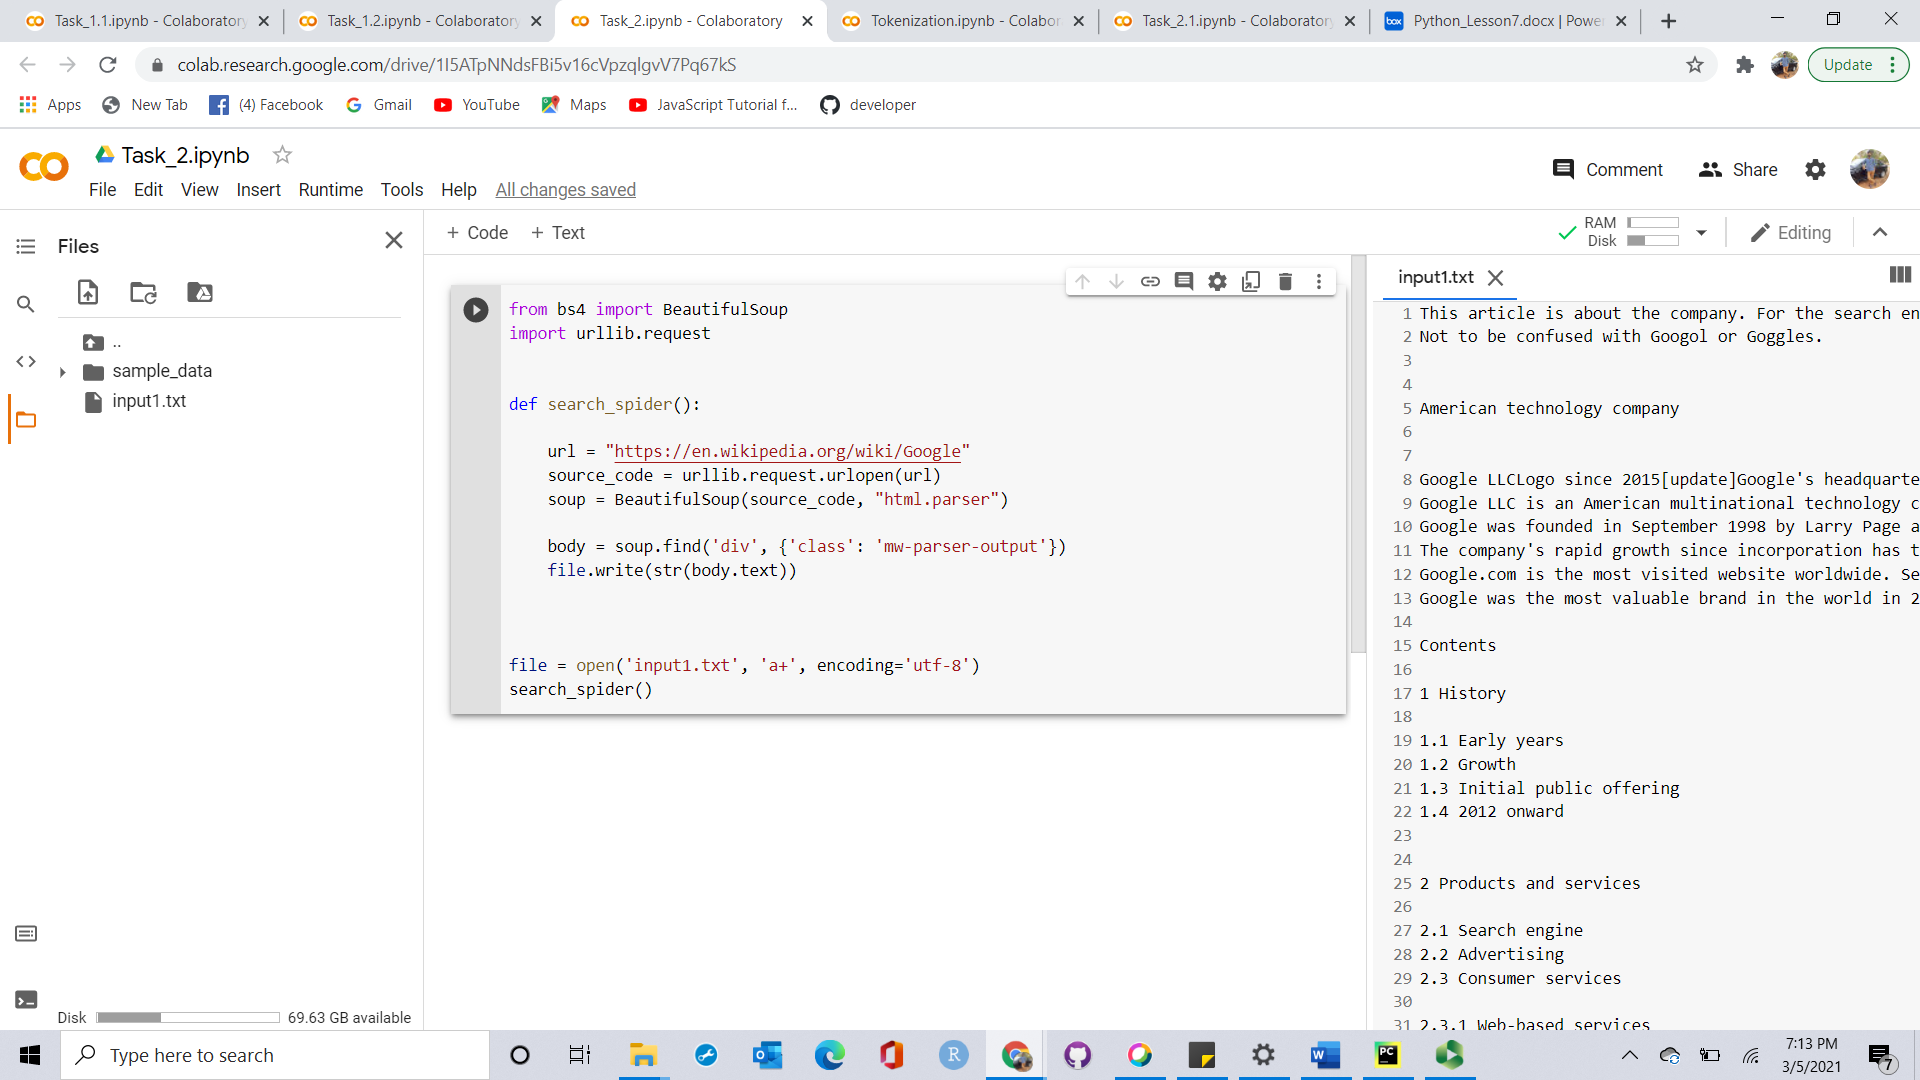 Task_1.1.ipynb - Colaboratory
Task_1.2.ipynb - Colaboratory
Task_2.ipynb - Colaboratory
Tokenization.ipynb - Colabor
Task_2.1.ipynb - Colaboratory
box
Python_Lesson7.docx | Power
colab.research.google.com/drive/1I5ATpNNdsFBi5v16cVpzqlgvV7Pq67kS
Update
Apps
New Tab
(4) Facebook
Gmail
YouTube
Maps
JavaScript Tutorial f...
developer
Task_2.ipynb
File Edit View Insert Runtime Tools Help All changes saved
Comment
Share
Files
+ Code + Text
RAM
Disk
Editing
..
sample_data
input1.txt
from bs4 import BeautifulSoup
import urllib.request
def search_spider():
url = "https://en.wikipedia.org/wiki/Google"
source_code = urllib.request.urlopen(url)
soup = BeautifulSoup(source_code, "html.parser")
body = soup.find('div', {'class': 'mw-parser-output'})
file.write(str(body.text))
file = open('input1.txt', 'a+', encoding='utf-8')
search_spider()
input1.txt
1 This article is about the company. For the search en
2 Not to be confused with Googol or Goggles.
3
4
5 American technology company
6
7
8 Google LLCLogo since 2015[update]Google's headquarte
9 Google LLC is an American multinational technology c
10 Google was founded in September 1998 by Larry Page a
11 The company's rapid growth since incorporation has t
12 Google.com is the most visited website worldwide. Se
13 Google was the most valuable brand in the world in 2
14
15 Contents
16
17 1 History
18
19 1.1 Early years
20 1.2 Growth
21 1.3 Initial public offering
22 1.4 2012 onward
23
24
25 2 Products and services
26
27 2.1 Search engine
28 2.2 Advertising
29 2.3 Consumer services
30
31 2.3.1 Web-based services
Disk
69.63 GB available
Type here to search
R
PC
7:13 PM
3/5/2021
7